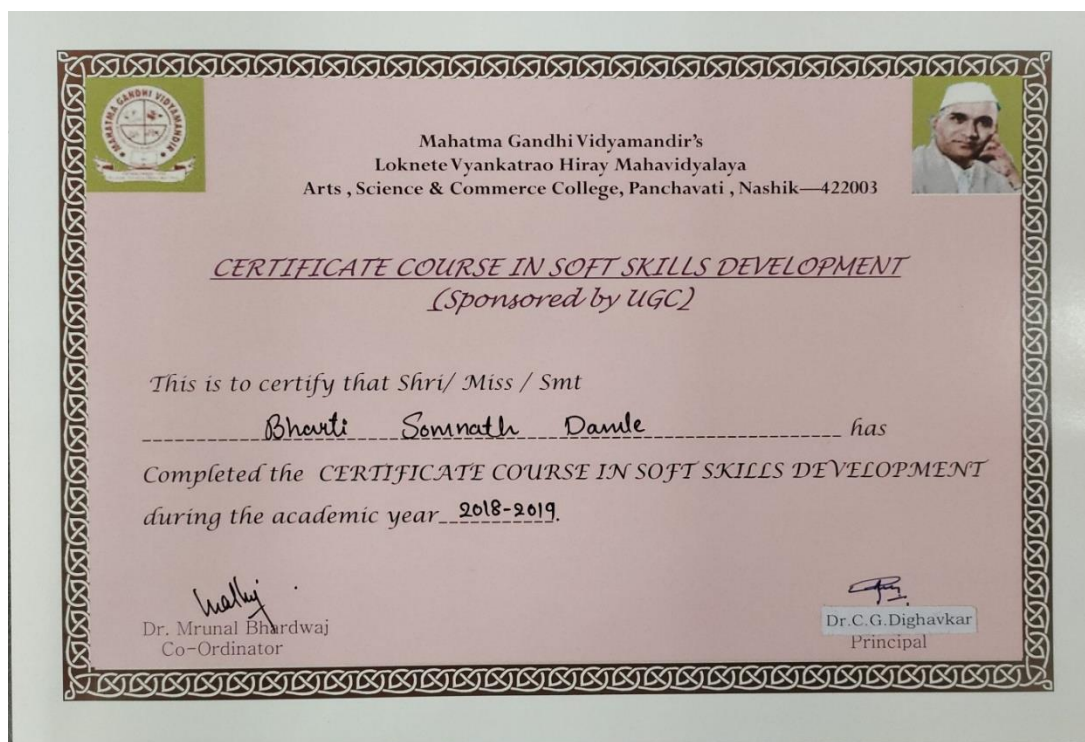 MAHATMA GANDHI VIDYAMANDIR
Mahatma Gandhi Vidyamandir's
Loknete Vyankatrao Hiray Mahavidyalaya
Arts , Science & Commerce College, Panchavati , Nashik—422003
CERTIFICATE COURSE IN SOFT SKILLS DEVELOPMENT
(Sponsored by UGC)
This is to certify that Shri/ Miss / Smt
Bharti Somnath Damle has
Completed the CERTIFICATE COURSE IN SOFT SKILLS DEVELOPMENT
during the academic year 2018-2019.
Dr. Mrunal Bhardwaj
Co-Ordinator
Dr.C.G.Dighavkar
Principal